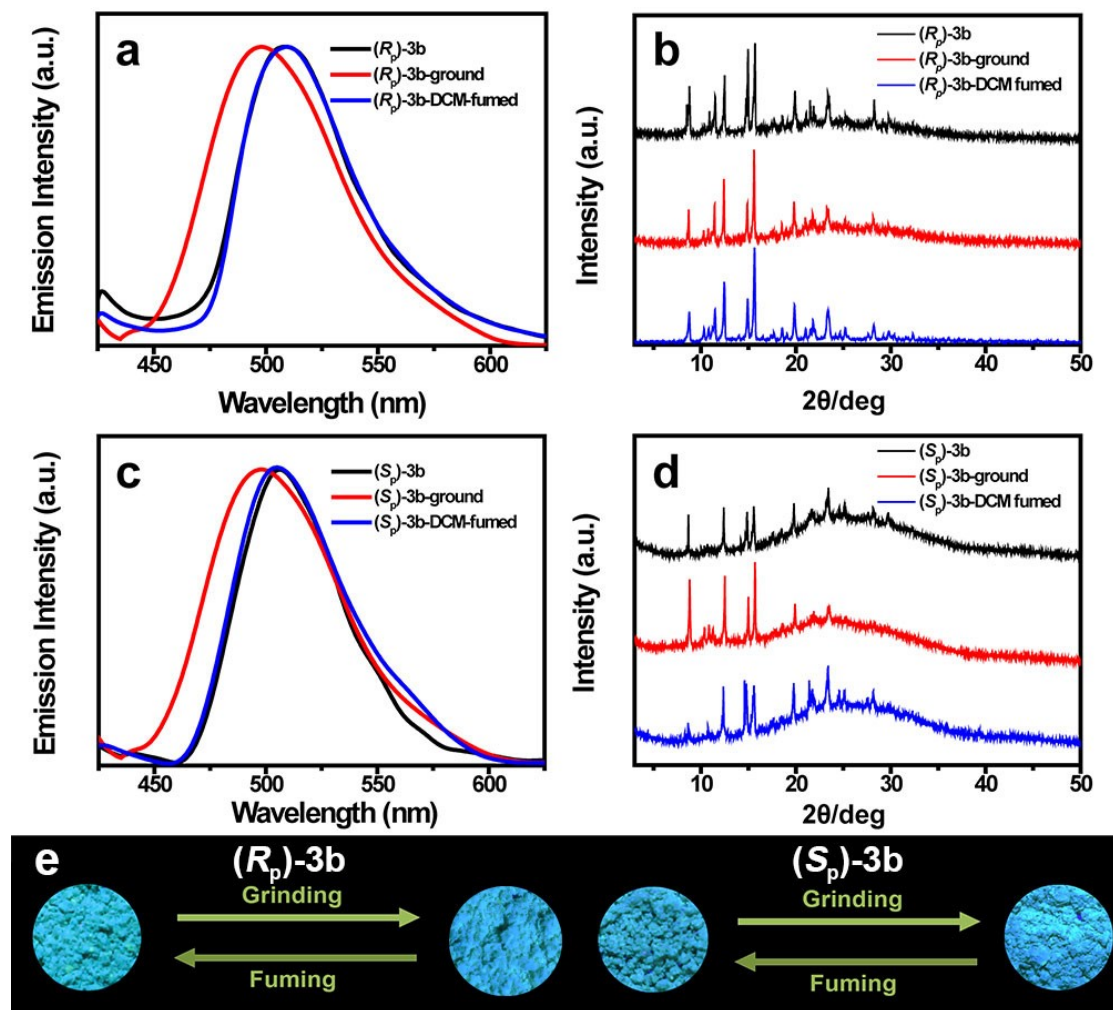 a
(Rp)-3b
(Rp)-3b-ground
(Rp)-3b-DCM-fumed
Emission Intensity (a.u.)
450 500 550 600
Wavelength (nm)
b
(Rp)-3b
(Rp)-3b-ground
(Rp)-3b-DCM fumed
Intensity (a.u.)
10 20 30 40 50
2θ/deg
c
(Sp)-3b
(Sp)-3b-ground
(Sp)-3b-DCM-fumed
Emission Intensity (a.u.)
450 500 550 600
Wavelength (nm)
d
(Sp)-3b
(Sp)-3b-ground
(Sp)-3b-DCM fumed
Intensity (a.u.)
10 20 30 40 50
2θ/deg
e
(Rp)-3b
Grinding
Fuming
(Sp)-3b
Grinding
Fuming